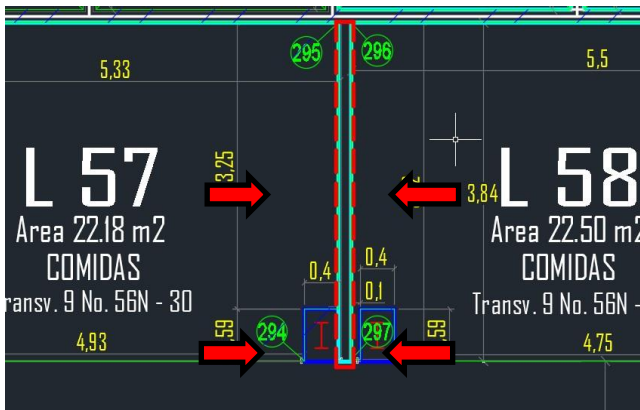 295
296
5,33
5,5
3,25
3,84
L 57
L 58
Area 22.18 m2
Area 22.50 m2
COMIDAS
COMIDAS
ransv. 9 No. 56N - 30
Transv. 9 No. 56N -
0,4
0,4
0,1
294
297
,59
,59
4,93
4,75